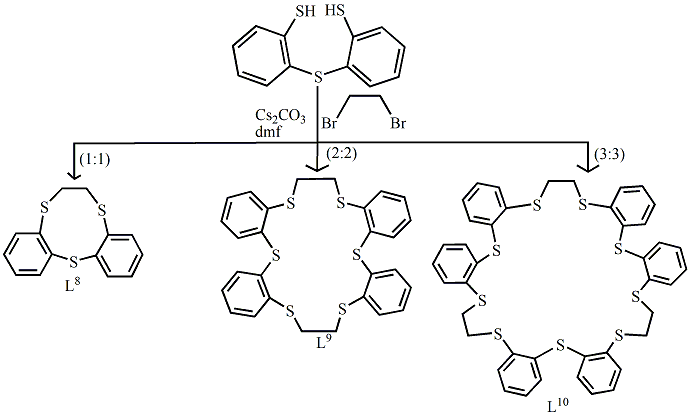 SH HS
S
Cs2CO3
dmf
Br Br
(1:1) (2:2) (3:3)
S S S
S S S S
S S S S
S S S
S S S S
S
L8 L9 L10